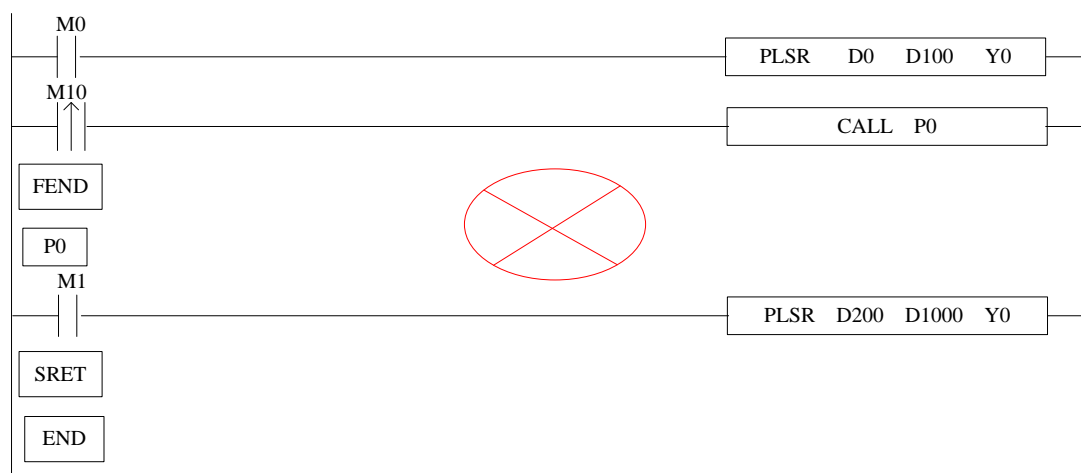 M0
PLSR D0 D100 Y0
M10
CALL P0
FEND
P0
M1
PLSR D200 D1000 Y0
SRET
END